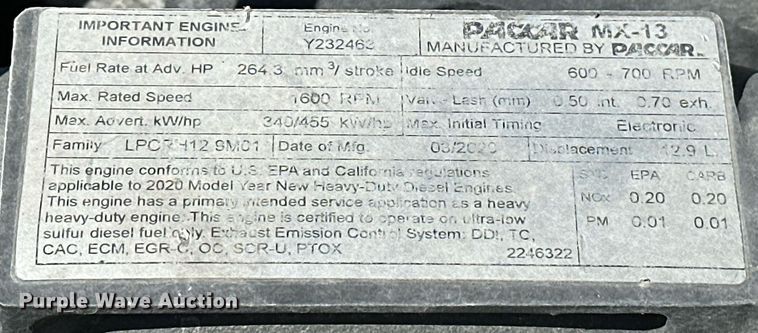 IMPORTANT ENGINE INFORMATION
Engine No. Y232463
PACCAR MX-13
MANUFACTURED BY PACCAR
Fuel Rate at Adv. HP 264.3 mm³/stroke Idle Speed 600 - 700 RPM
Max. Rated Speed 1600 RPM Valv. Lash (mm) 0.50 int. 0.70 exh.
Max. Advert. kW/hp 340/455 kW/hp Max. Initial Timing Electronic
Family Date of Mfg. 03/2020 Displacement 12.9 L
This engine conforms to U.S. EPA and California regulations
applicable to 2020 Model Year New Heavy-Duty Diesel Engines.
This engine has a primary intended service application as a heavy
heavy-duty engine. This engine is certified to operate on ultra-low
sulfur diesel fuel only. Exhaust Emission Control System: DDI, TC,
CAC, ECM, EGR-C, OC, SCR-U, PTOX
EPA CARB
NOX 0.20 0.20
PM 0.01 0.01
2246322
Purple Wave Auction